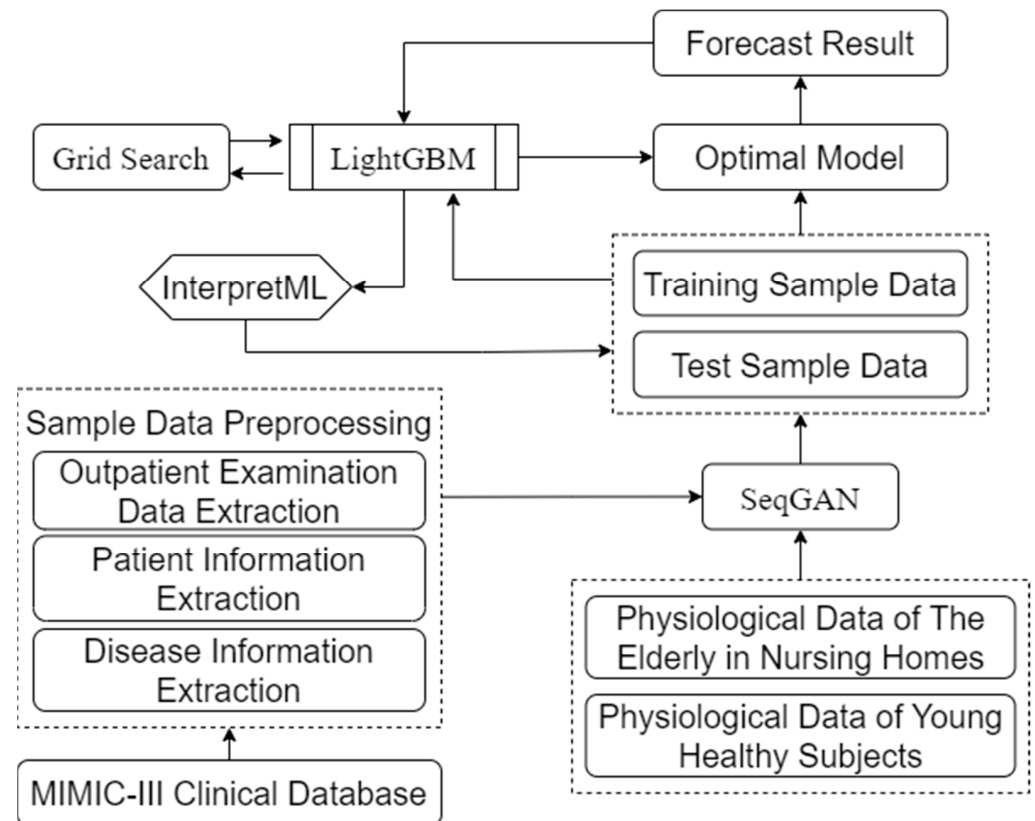 Forecast Result
Grid Search
LightGBM
Optimal Model
InterpretML
Training Sample Data
Test Sample Data
Sample Data Preprocessing
Outpatient Examination
Data Extraction
Patient Information
Extraction
Disease Information
Extraction
MIMIC-III Clinical Database
SeqGAN
Physiological Data of The
Elderly in Nursing Homes
Physiological Data of Young
Healthy Subjects